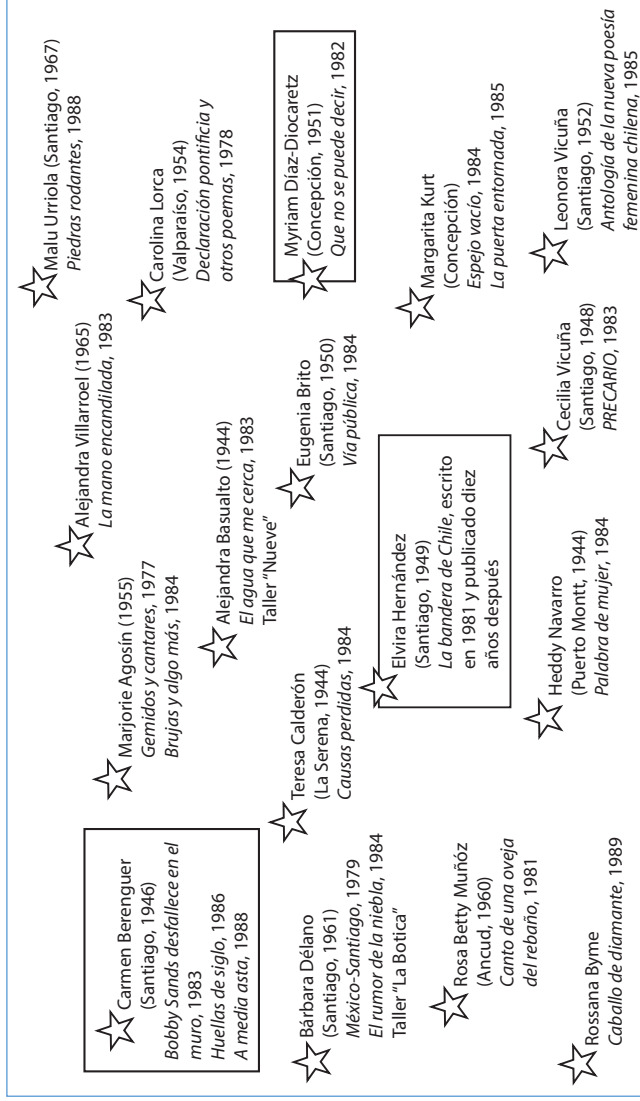 Carmen Berenguer
(Santiago, 1946)
Bobby Sands desfallece en el
muro, 1983
Huellas de siglo, 1986
A media asta, 1988
Marjorie Agosín (1955)
Gemidos y cantares, 1977
Brujas y algo más, 1984
Alejandra Villarroel (1965)
La mano encandilada, 1983
Malu Urriola (Santiago, 1967)
Piedras rodantes, 1988
Alejandra Basualto (1944)
El agua que me cerca, 1983
Taller "Nueve"
Carolina Lorca
(Valparaíso, 1954)
Declaración pontificia y
otros poemas, 1978
Bárbara Délano
(Santiago, 1961)
México-Santiago, 1979
El rumor de la niebla, 1984
Taller "La Botica"
Teresa Calderón
(La Serena, 1944)
Causas perdidas, 1984
Eugenia Brito
(Santiago, 1950)
Vía pública, 1984
Myriam Díaz-Diocaretz
(Concepción, 1951)
Que no se puede decir, 1982
Elvira Hernández
(Santiago, 1949)
La bandera de Chile, escrito
en 1981 y publicado diez
años después
Margarita Kurt
(Concepción)
Espejo vacío, 1984
La puerta entornada, 1985
Rosa Betty Muñóz
(Ancud, 1960)
Canto de una oveja
del rebaño, 1981
Heddy Navarro
(Puerto Montt, 1944)
Palabra de mujer, 1984
Cecilia Vicuña
(Santiago, 1948)
PRECARIO, 1983
Leonora Vicuña
(Santiago, 1952)
Antología de la nueva poesía
femenina chilena, 1985
Rossana Byrne
Caballo de diamante, 1989